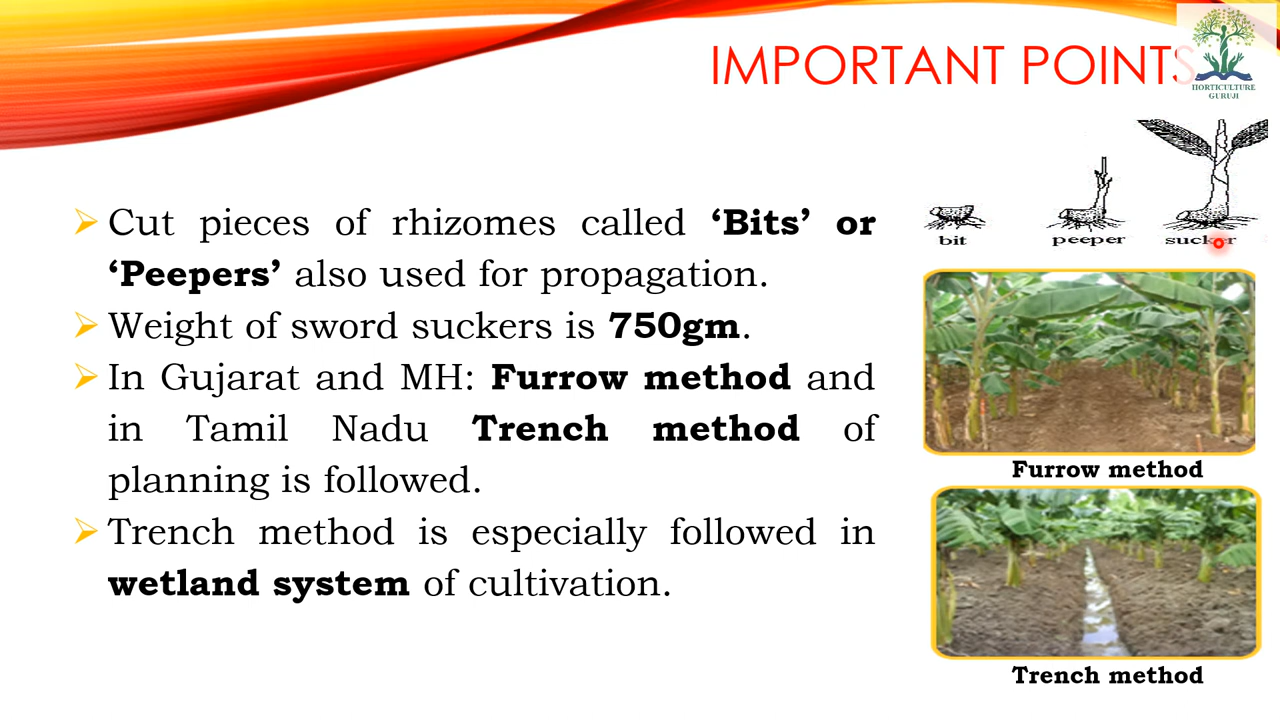 IMPORTANT POINTS
HORTICULTURE
GURUJI
bit
peeper
sucker
➢ Cut pieces of rhizomes called ‘Bits’ or
‘Peepers’ also used for propagation.
➢ Weight of sword suckers is 750gm.
➢ In Gujarat and MH: Furrow method and
in Tamil Nadu Trench method of
planning is followed.
➢ Trench method is especially followed in
wetland system of cultivation.
Furrow method
Trench method